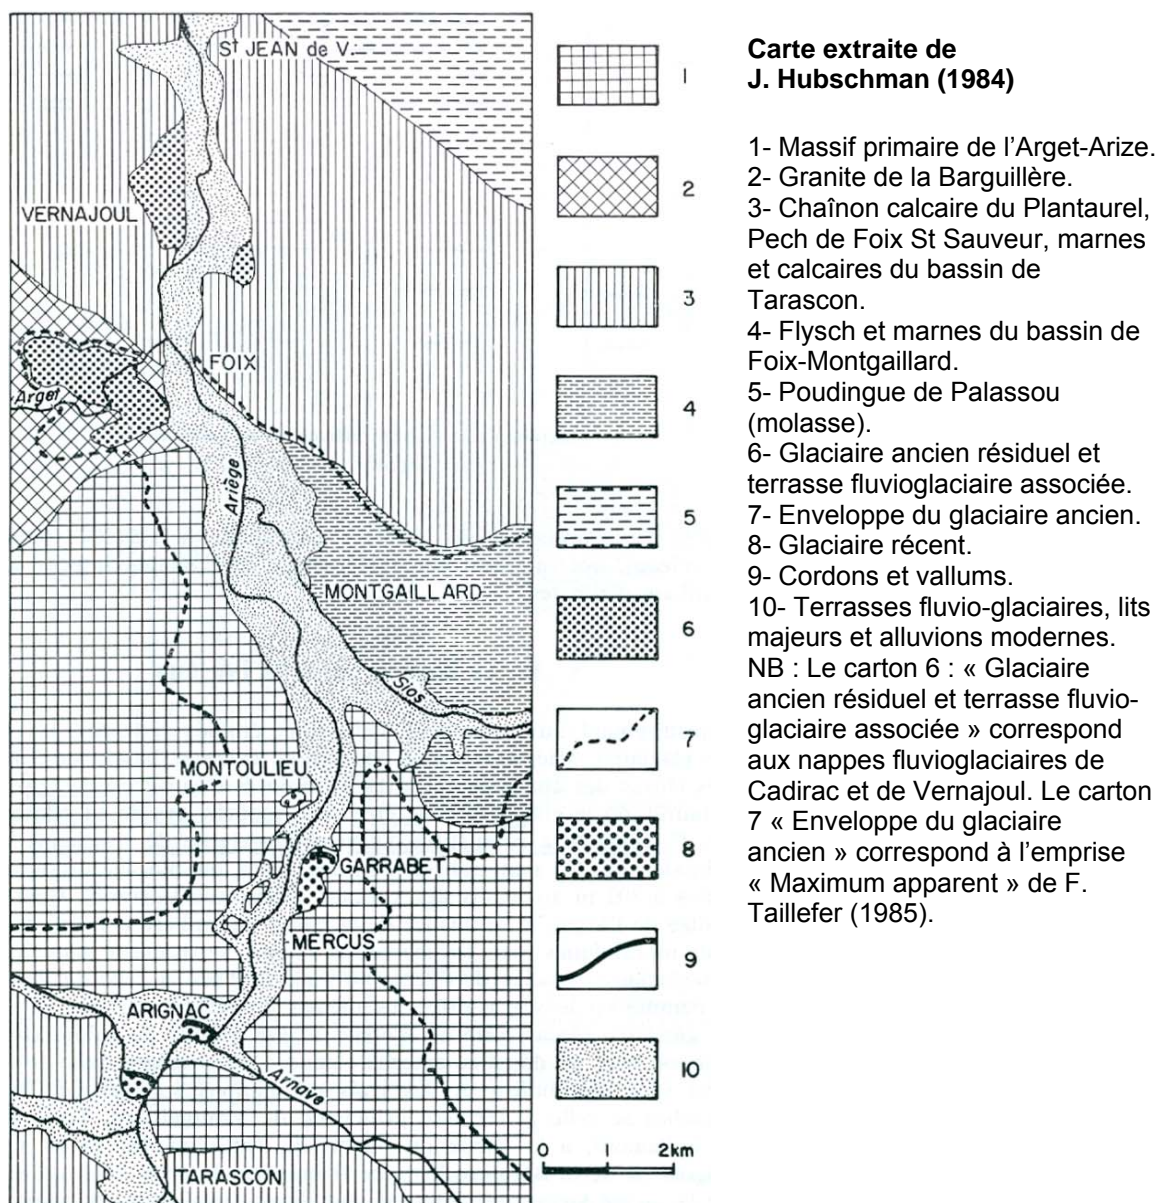 St JEAN de V.
VERNAJOUL
FOIX
Arget
Ariège
MONTGAILLARD
Sios
MONTOULIEU
GARRABET
MERCUS
ARIGNAC
Arnave
TARASCON
1
2
3
4
5
6
7
8
9
10
0 1 2km
Carte extraite de
J. Hubschman (1984)
1- Massif primaire de l’Arget-Arize.
2- Granite de la Barguillère.
3- Chaînon calcaire du Plantaurel,
Pech de Foix St Sauveur, marnes
et calcaires du bassin de
Tarascon.
4- Flysch et marnes du bassin de
Foix-Montgaillard.
5- Poudingue de Palassou
(molasse).
6- Glaciaire ancien résiduel et
terrasse fluvioglaciaire associée.
7- Enveloppe du glaciaire ancien.
8- Glaciaire récent.
9- Cordons et vallums.
10- Terrasses fluvio-glaciaires, lits
majeurs et alluvions modernes.
NB : Le carton 6 : « Glaciaire
ancien résiduel et terrasse fluvio-
glaciaire associée » correspond
aux nappes fluvioglaciaires de
Cadirac et de Vernajoul. Le carton
7 « Enveloppe du glaciaire
ancien » correspond à l’emprise
« Maximum apparent » de F.
Taillefer (1985).